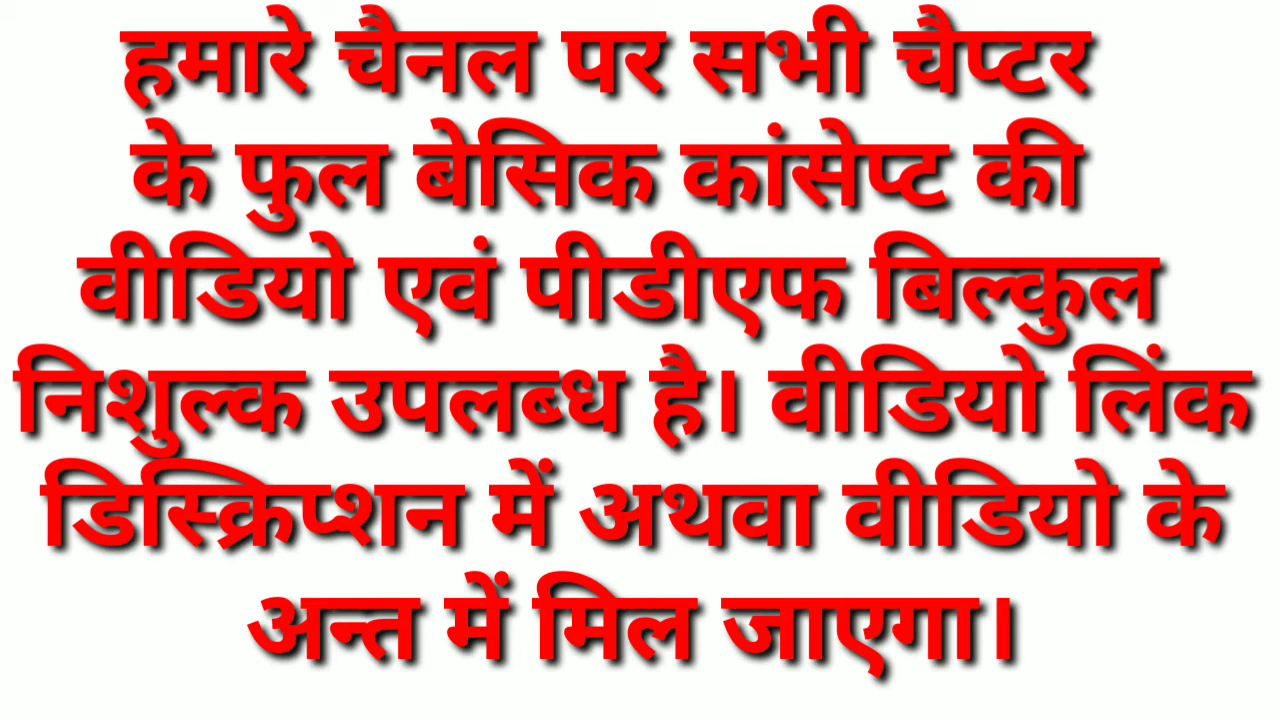 हमारे चैनल पर सभी चैप्टर
के फुल बेसिक कांसेप्ट की
वीडियो एवं पीडीएफ बिल्कुल
निशुल्क उपलब्ध है। वीडियो लिंक
डिस्क्रिप्शन में अथवा वीडियो के
अन्त में मिल जाएगा।